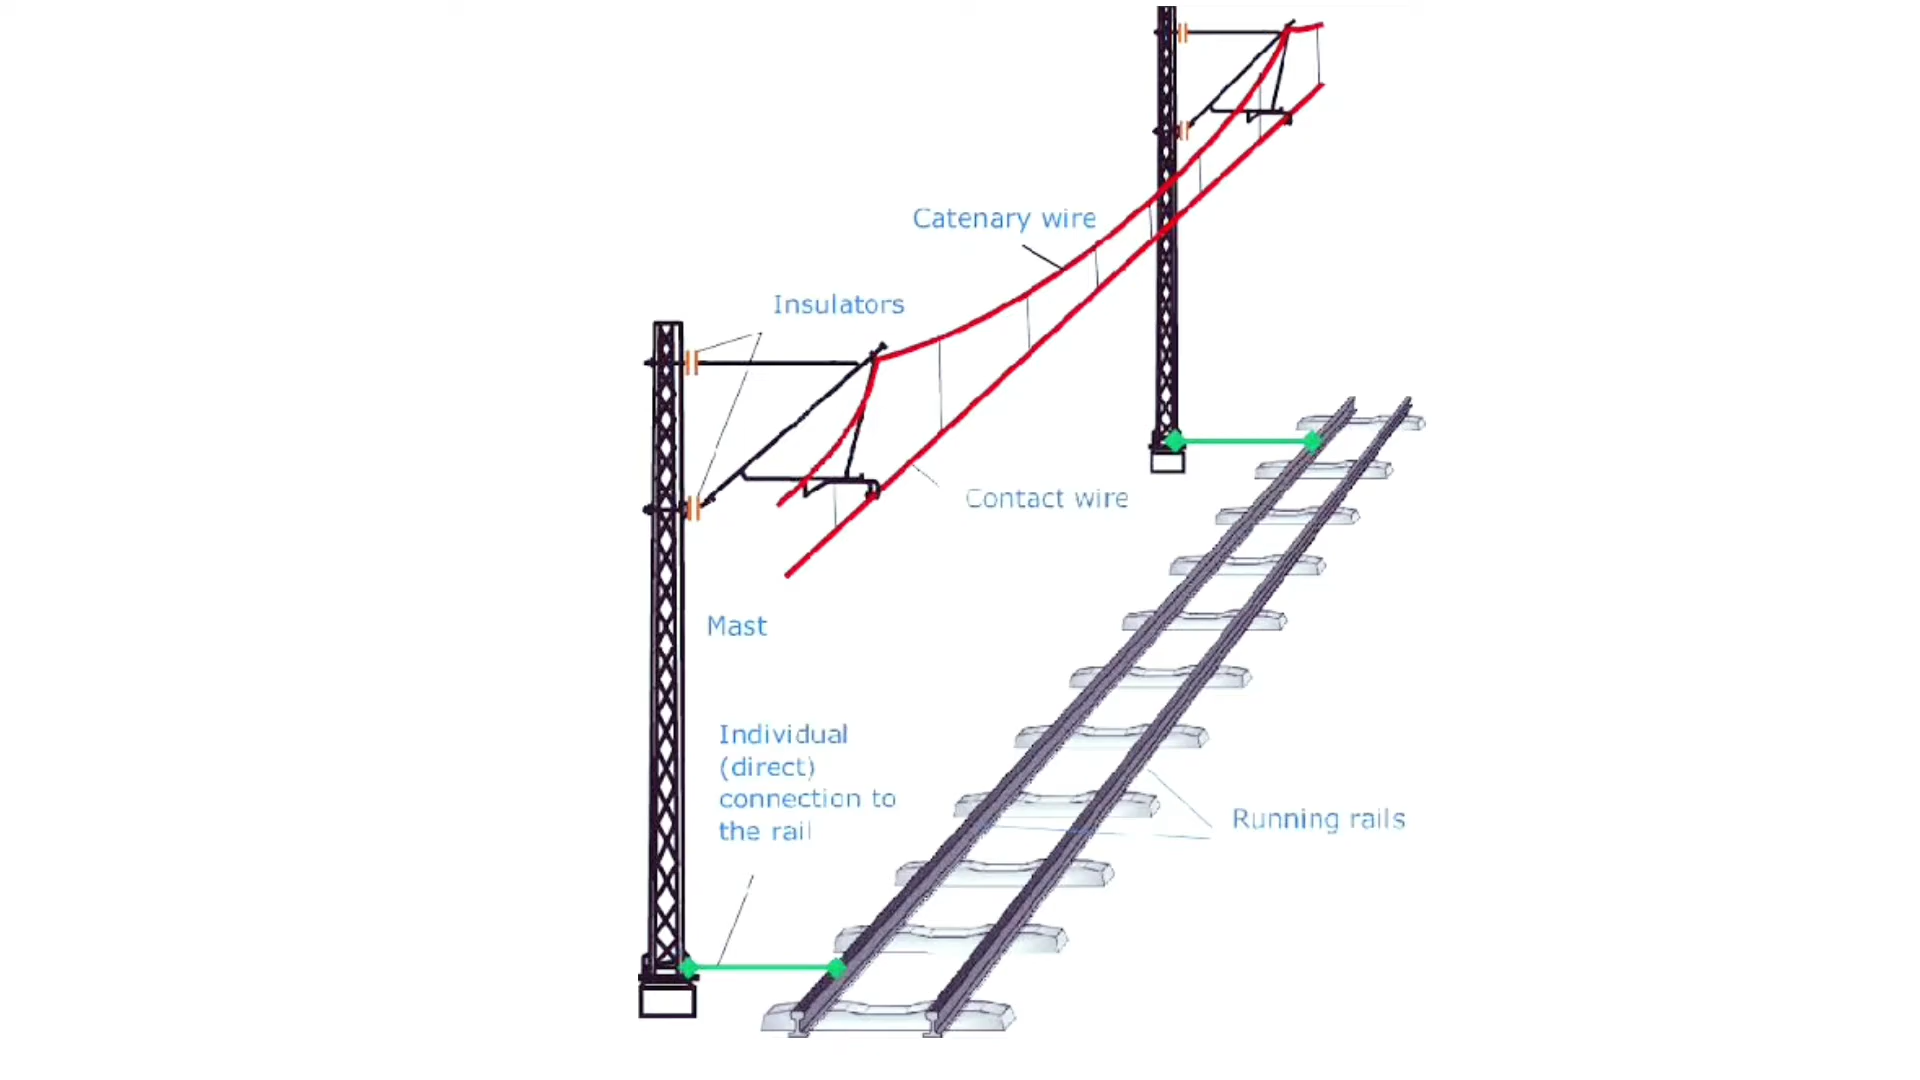 Catenary wire
Insulators
Contact wire
Mast
Individual
(direct)
connection to
the rail
Running rails